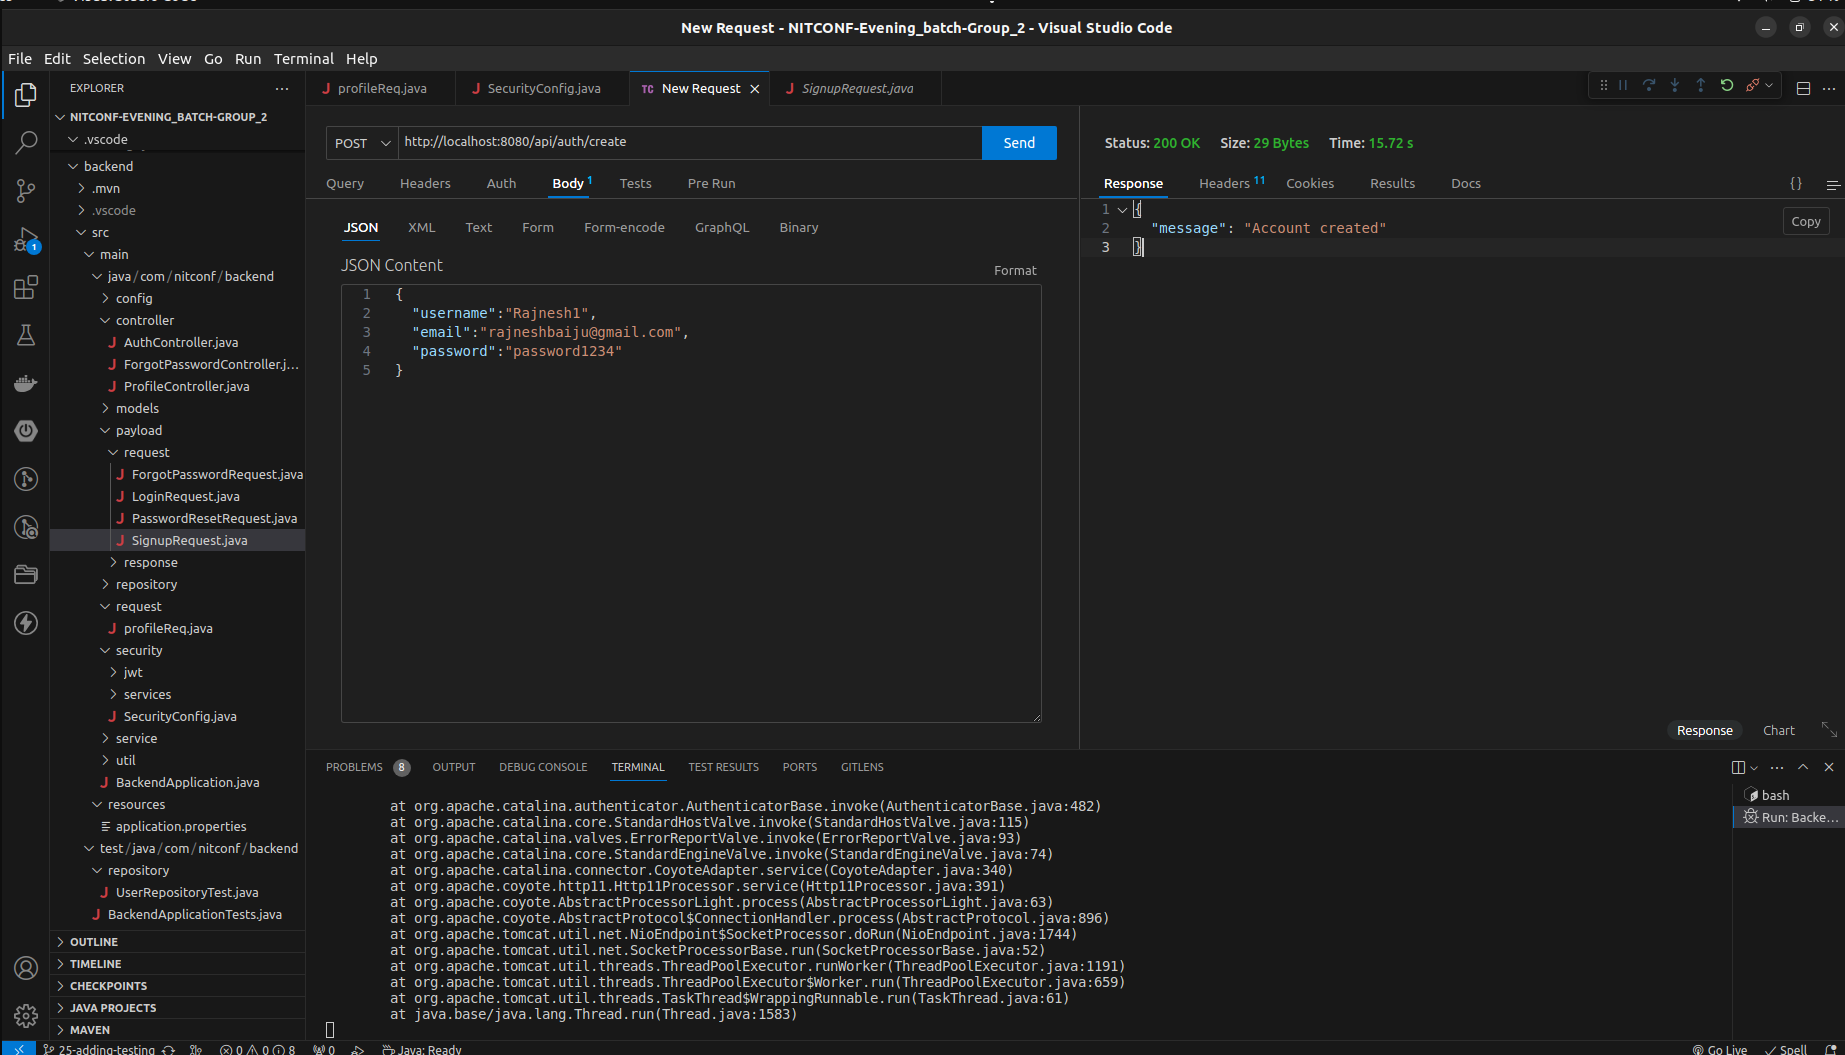 New Request - NITCONF-Evening_batch-Group_2 - Visual Studio Code
File Edit Selection View Go Run Terminal Help
EXPLORER
NITCONF-EVENING_BATCH-GROUP_2
.vscode
backend
.mvn
.vscode
src
main
java/com/nitconf/backend
config
controller
AuthController.java
ForgotPasswordController.j...
ProfileController.java
models
payload
request
ForgotPasswordRequest.java
LoginRequest.java
PasswordResetRequest.java
SignupRequest.java
response
repository
request
profileReq.java
security
jwt
services
SecurityConfig.java
service
util
BackendApplication.java
resources
application.properties
test/java/com/nitconf/backend
repository
UserRepositoryTest.java
BackendApplicationTests.java
OUTLINE
TIMELINE
CHECKPOINTS
JAVA PROJECTS
MAVEN
1
J profileReq.java J SecurityConfig.java TC New Request J SignupRequest.java
POST http://localhost:8080/api/auth/create Send
Query Headers Auth Body 1 Tests Pre Run
JSON XML Text Form Form-encode GraphQL Binary
JSON Content
Format
1 {
2 "username":"Rajnesh1",
3 "email":"rajneshbaiju@gmail.com",
4 "password":"password1234"
5 }
Status: 200 OK Size: 29 Bytes Time: 15.72 s
Response Headers 11 Cookies Results Docs {}
Copy
1 {
2 "message": "Account created"
3 }
Response Chart
PROBLEMS 8 OUTPUT DEBUG CONSOLE TERMINAL TEST RESULTS PORTS GITLENS
at org.apache.catalina.authenticator.AuthenticatorBase.invoke(AuthenticatorBase.java:482)
at org.apache.catalina.core.StandardHostValve.invoke(StandardHostValve.java:115)
at org.apache.catalina.valves.ErrorReportValve.invoke(ErrorReportValve.java:93)
at org.apache.catalina.core.StandardEngineValve.invoke(StandardEngineValve.java:74)
at org.apache.catalina.connector.CoyoteAdapter.service(CoyoteAdapter.java:340)
at org.apache.coyote.http11.Http11Processor.service(Http11Processor.java:391)
at org.apache.coyote.AbstractProcessorLight.process(AbstractProcessorLight.java:63)
at org.apache.coyote.AbstractProtocol$ConnectionHandler.process(AbstractProtocol.java:896)
at org.apache.tomcat.util.net.NioEndpoint$SocketProcessor.doRun(NioEndpoint.java:1744)
at org.apache.tomcat.util.net.SocketProcessorBase.run(SocketProcessorBase.java:52)
at org.apache.tomcat.util.threads.ThreadPoolExecutor.runWorker(ThreadPoolExecutor.java:1191)
at org.apache.tomcat.util.threads.ThreadPoolExecutor$Worker.run(ThreadPoolExecutor.java:659)
at org.apache.tomcat.util.threads.TaskThread$WrappingRunnable.run(TaskThread.java:61)
at java.base/java.lang.Thread.run(Thread.java:1583)
bash
Run: Backe...
25-adding-testing 0 0 8 0 Java: Ready Go Live Spell